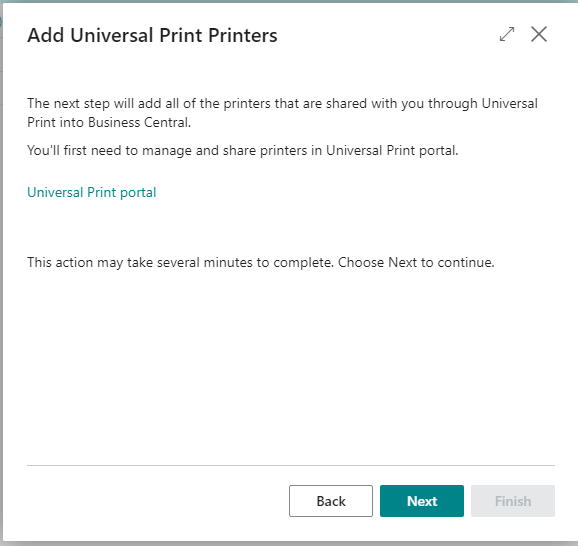 Add Universal Print Printers
The next step will add all of the printers that are shared with you through Universal
Print into Business Central.
You'll first need to manage and share printers in Universal Print portal.
Universal Print portal
This action may take several minutes to complete. Choose Next to continue.
Back
Next
Finish